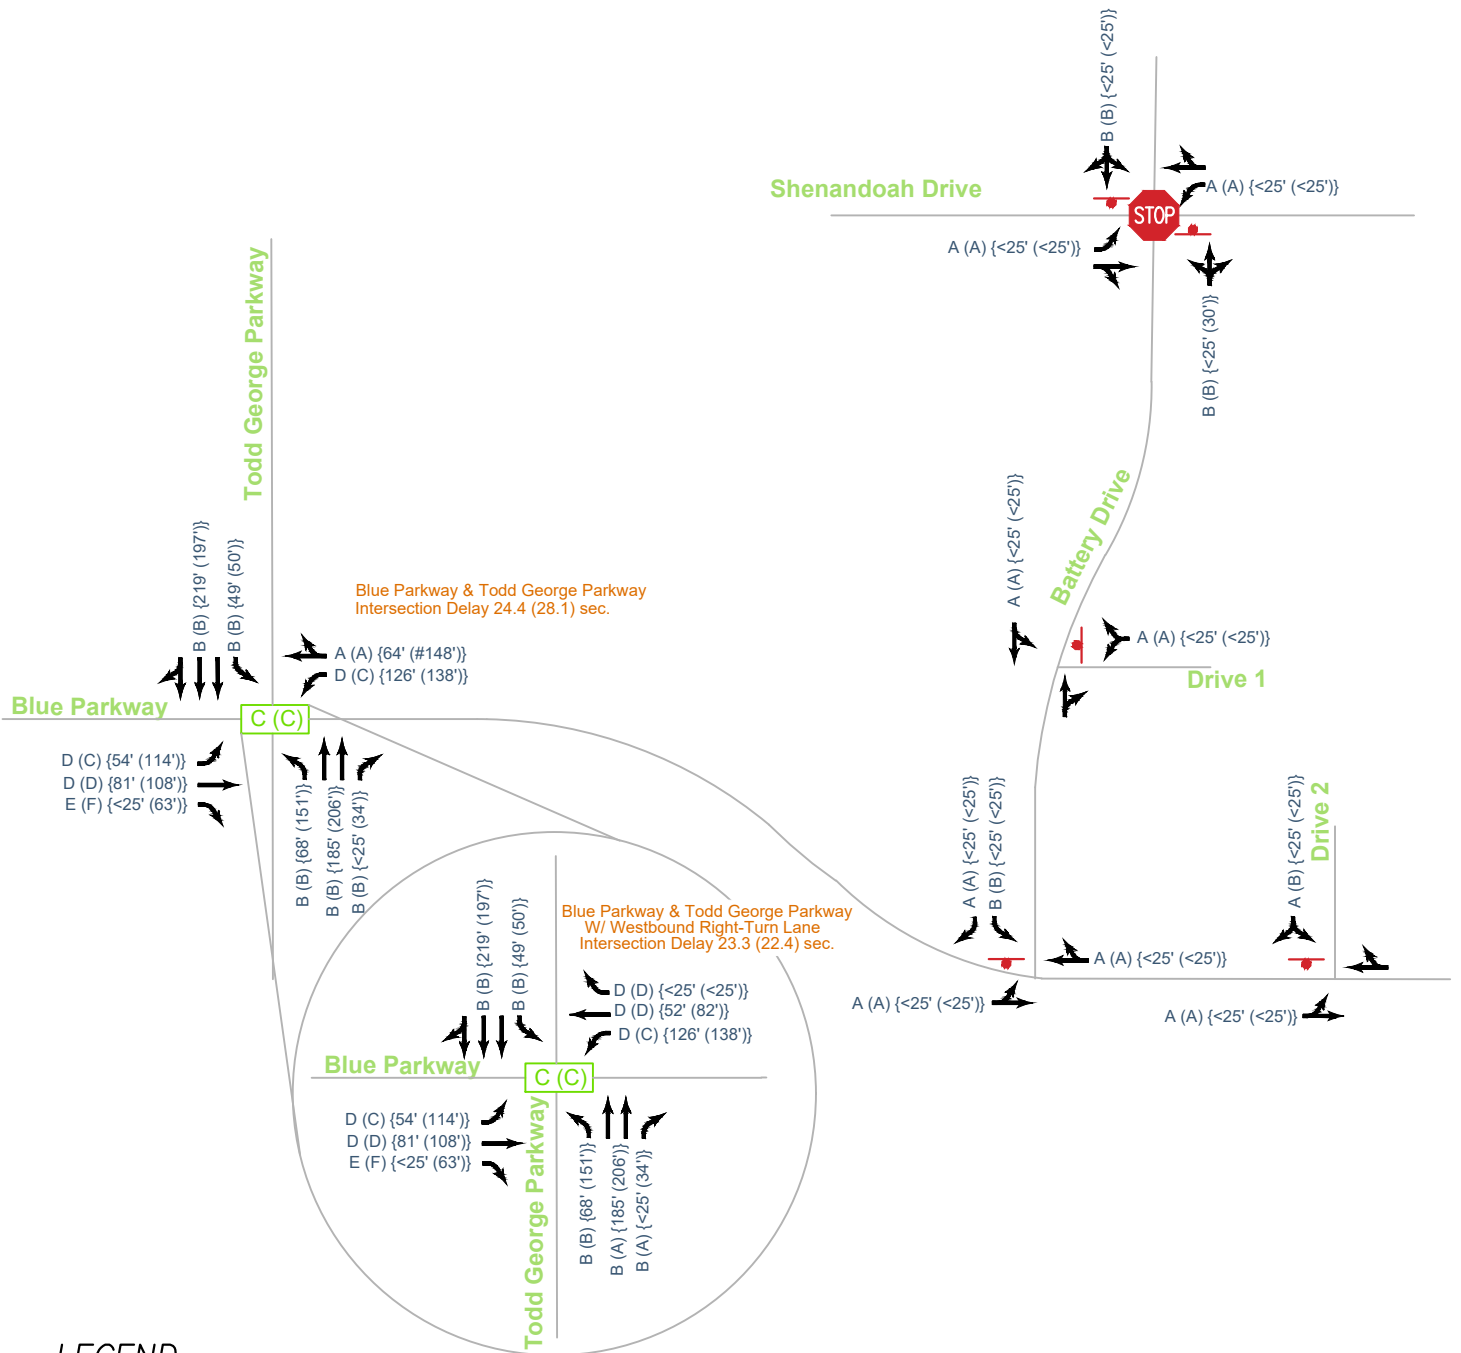 B (B) {<25' (<25')}
Shenandoah Drive
A (A) {<25' (<25')}
STOP
A (A) {<25' (<25')}
B (B) {<25' (30')}
Todd George Parkway
Battery Drive
A (A) {<25' (<25')}
A (A) {<25' (<25')}
Drive 1
B (B) {219' (197')}
B (B) {49' (50')}
Blue Parkway & Todd George Parkway
Intersection Delay 24.4 (28.1) sec.
A (A) {64' (#148')}
D (C) {126' (138')}
Blue Parkway
C (C)
D (C) {54' (114')}
D (D) {81' (108')}
E (F) {<25' (63')}
B (B) {68' (151')}
B (B) {185' (206')}
B (B) {<25' (34')}
A (A) {<25' (<25')}
B (B) {<25' (<25')}
A (B) {<25' (<25')}
Drive 2
A (A) {<25' (<25')}
A (A) {<25' (<25')}
A (A) {<25' (<25')}
B (B) {219' (197')}
B (B) {49' (50')}
Blue Parkway & Todd George Parkway
W/ Westbound Right-Turn Lane
Intersection Delay 23.3 (22.4) sec.
D (D) {<25' (<25')}
D (D) {52' (82')}
D (C) {126' (138')}
Blue Parkway
C (C)
D (C) {54' (114')}
D (D) {81' (108')}
E (F) {<25' (63')}
Todd George Parkway
B (B) {68' (151')}
B (A) {185' (206')}
B (A) {<25' (34')}
LEGEND